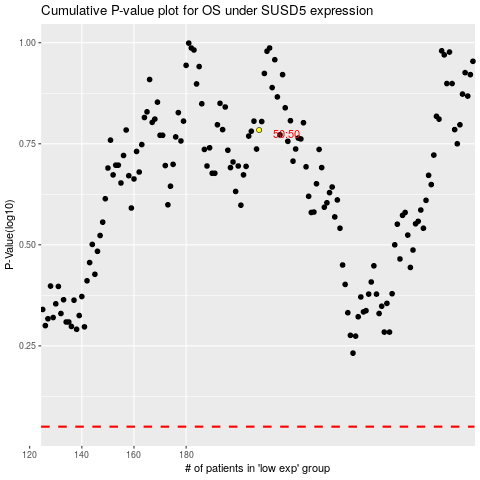 Cumulative P-value plot for OS under SUSD5 expression
P-Value(log10)
1.00
0.75
0.50
0.25
50:50
120 140 160 180
# of patients in 'low exp' group